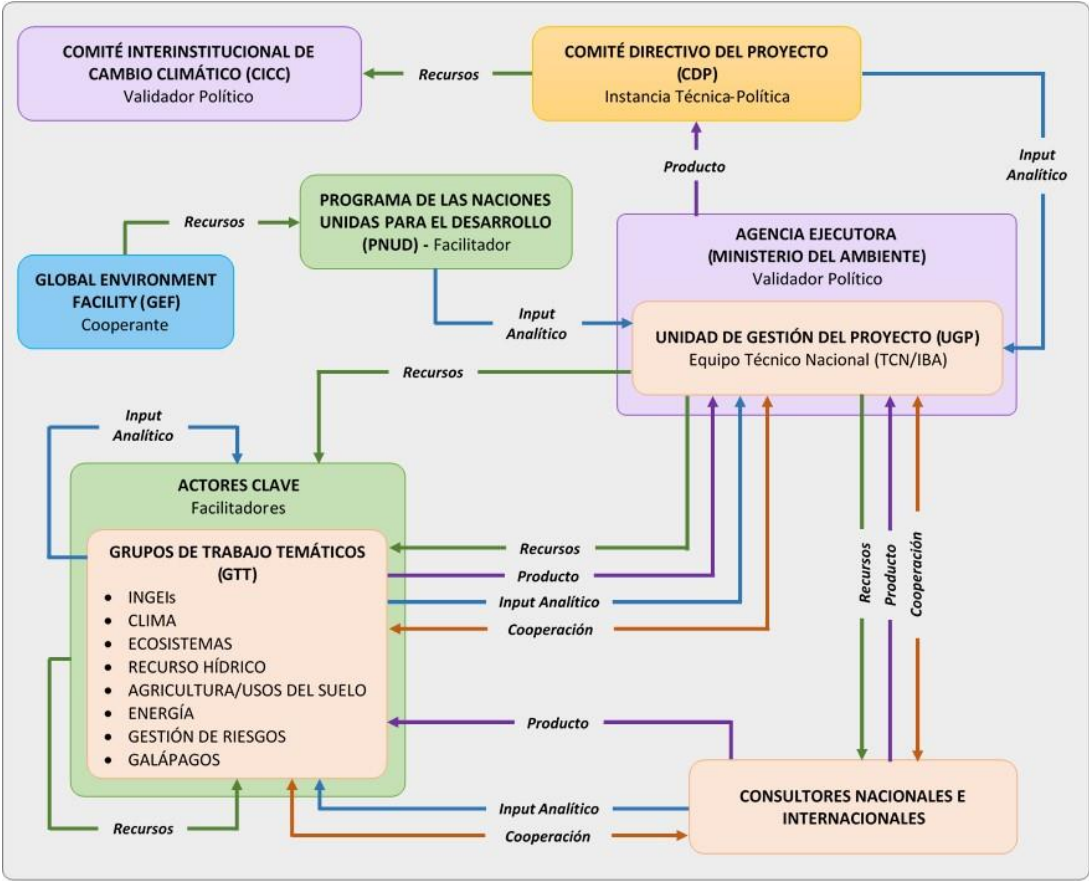 COMITÉ INTERINSTITUCIONAL DE
CAMBIO CLIMÁTICO (CICC)
Validador Político
Recursos
COMITÉ DIRECTIVO DEL PROYECTO
(CDP)
Instancia Técnica-Política
Input
Analítico
Producto
PROGRAMA DE LAS NACIONES
UNIDAS PARA EL DESARROLLO
(PNUD) - Facilitador
Recursos
GLOBAL ENVIRONMENT
FACILITY (GEF)
Cooperante
AGENCIA EJECUTORA
(MINISTERIO DEL AMBIENTE)
Validador Político
Input
Analítico
UNIDAD DE GESTIÓN DEL PROYECTO (UGP)
Equipo Técnico Nacional (TCN/IBA)
Recursos
Input
Analítico
ACTORES CLAVE
Facilitadores
GRUPOS DE TRABAJO TEMÁTICOS
(GTT)
• INGEIs
• CLIMA
• ECOSISTEMAS
• RECURSO HÍDRICO
• AGRICULTURA/USOS DEL SUELO
• ENERGÍA
• GESTIÓN DE RIESGOS
• GALÁPAGOS
Recursos
Producto
Input Analítico
Cooperación
Recursos
Producto
Cooperación
Producto
CONSULTORES NACIONALES E
INTERNACIONALES
Input Analítico
Cooperación
Recursos